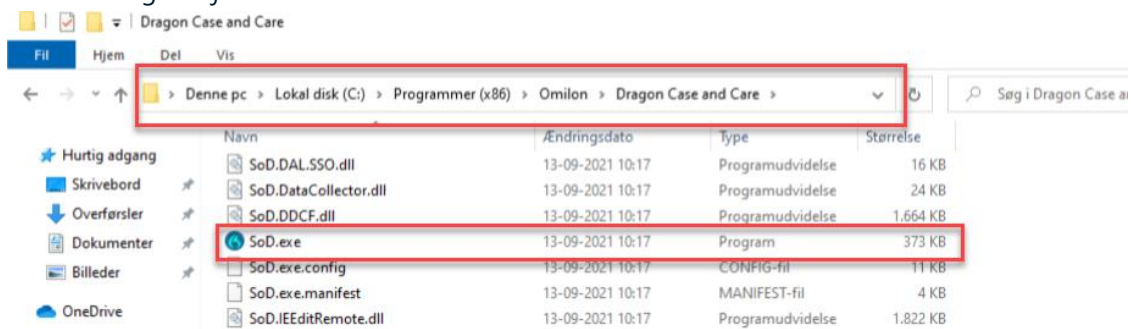 Dragon Case and Care
Fil Hjem Del Vis
Denne pc > Lokal disk (C:) > Programmer (x86) > Omilon > Dragon Case and Care > Søg i Dragon Case
Navn Ændringsdato Type Størrelse
Hurtig adgang SoD.DAL.SSO.dll 13-09-2021 10:17 Programudvidelse 16 KB
Skrivebord SoD.DataCollector.dll 13-09-2021 10:17 Programudvidelse 24 KB
Overførsler SoD.DDCF.dll 13-09-2021 10:17 Programudvidelse 1.664 KB
Dokumenter SoD.exe 13-09-2021 10:17 Program 373 KB
Billeder SoD.exe.config 13-09-2021 10:17 CONFIG-fil 11 KB
SoD.exe.manifest 13-09-2021 10:17 MANIFEST-fil 4 KB
OneDrive SoD.IEEditRemote.dll 13-09-2021 10:17 Programudvidelse 1.822 KB